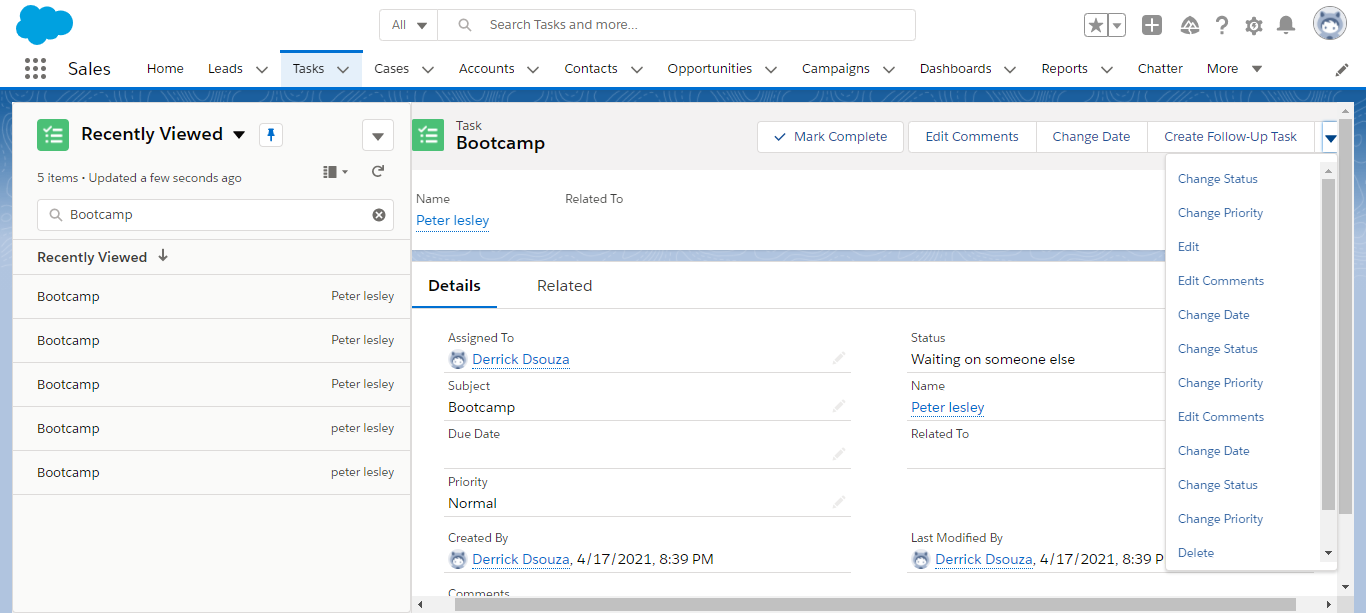 All
Search Tasks and more...
Sales
Home
Leads
Tasks
Cases
Accounts
Contacts
Opportunities
Campaigns
Dashboards
Reports
Chatter
More
Recently Viewed
5 items • Updated a few seconds ago
Bootcamp
Recently Viewed
Bootcamp Peter lesley
Bootcamp Peter lesley
Bootcamp Peter lesley
Bootcamp peter lesley
Bootcamp peter lesley
Task
Bootcamp
Mark Complete
Edit Comments
Change Date
Create Follow-Up Task
Name
Peter lesley
Related To
Details
Related
Assigned To
Derrick Dsouza
Status
Waiting on someone else
Subject
Bootcamp
Name
Peter lesley
Due Date
Related To
Priority
Normal
Created By
Derrick Dsouza, 4/17/2021, 8:39 PM
Last Modified By
Derrick Dsouza, 4/17/2021, 8:39 P
Comments
Change Status
Change Priority
Edit
Edit Comments
Change Date
Change Status
Change Priority
Edit Comments
Change Date
Change Status
Change Priority
Delete